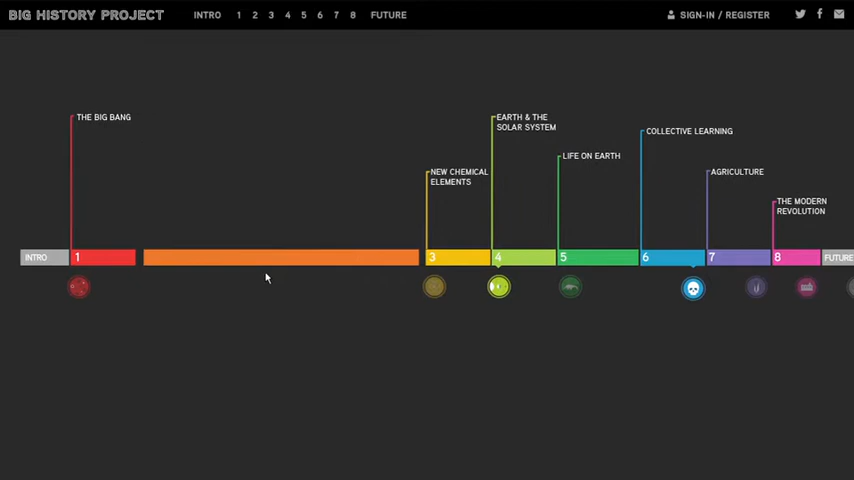 BIG HISTORY PROJECT
INTRO 1 2 3 4 5 6 7 8 FUTURE
SIGN-IN / REGISTER
THE BIG BANG
EARTH & THE
SOLAR SYSTEM
COLLECTIVE LEARNING
LIFE ON EARTH
NEW CHEMICAL
ELEMENTS
AGRICULTURE
THE MODERN
REVOLUTION
INTRO 1 3 4 5 6 7 8 FUTURE